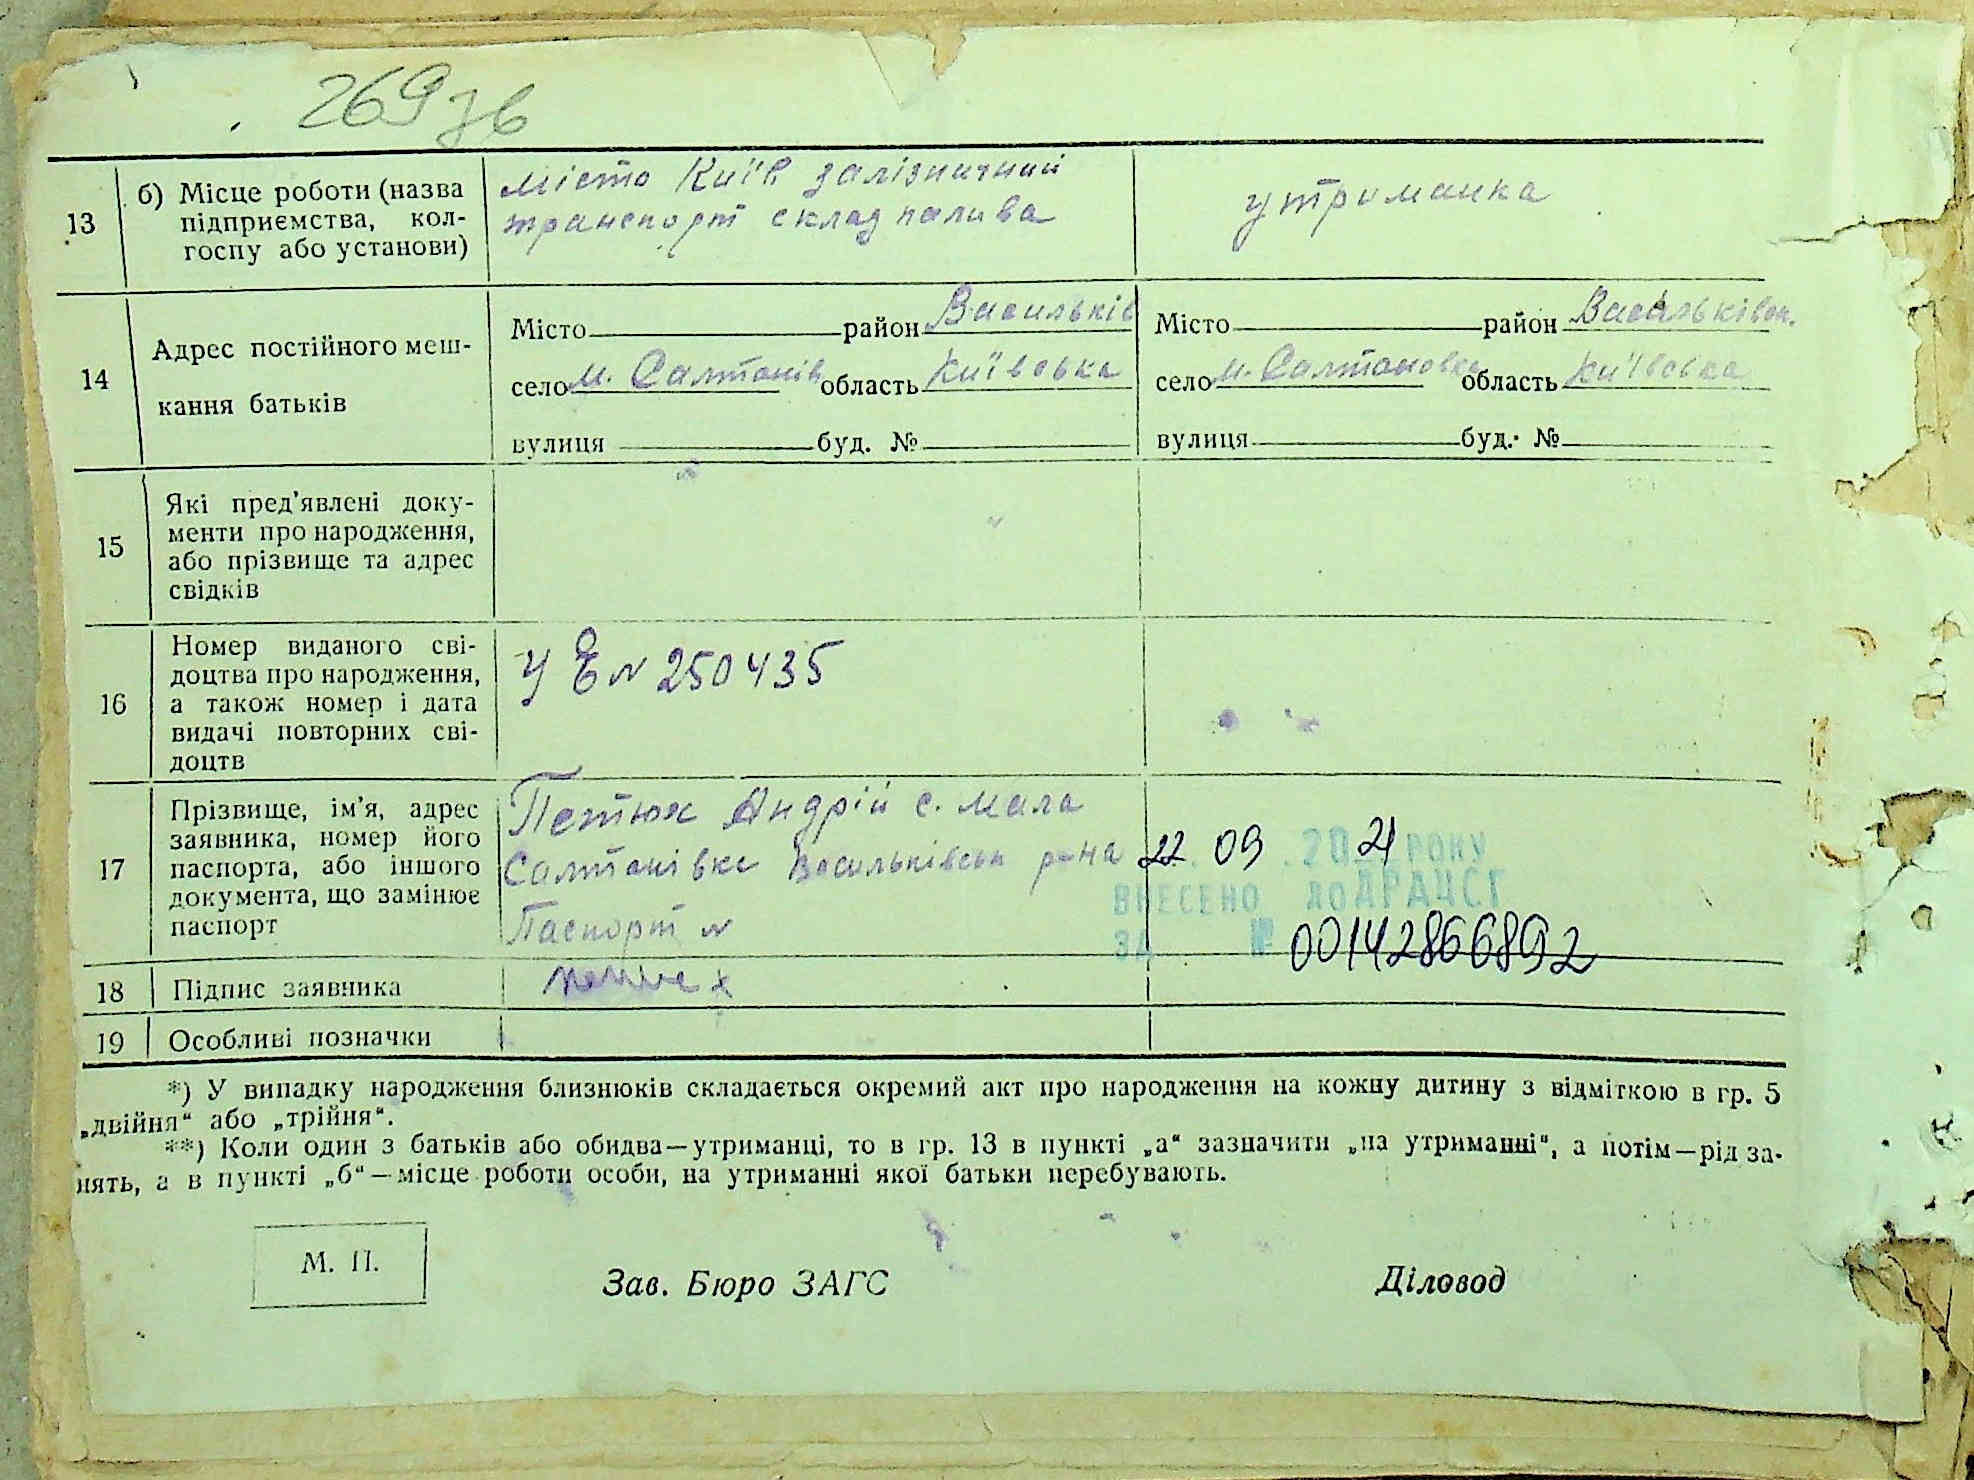 269 зв
13 б) Місце роботи (назва підприємства, кол-госпу або установи)
місто Київ залізничний
транспорт склад палива
утриманка
14 Адрес постійного меш-
кання батьків
Місто район Васильків
село м. Салтанів область Київська
вулиця буд. №
Місто район Васильківськ.
село м. Салтановка область Київська
вулиця буд. №
15 Які пред'явлені доку-
менти про народження,
або прізвище та адрес
свідків
16 Номер виданого сві-
доцтва про народження,
а також номер і дата
видачі повторних сві-
доцтв
N 250435
17 Прізвище, ім'я, адрес
заявника, номер його
паспорта, або іншого
документа, що замінює
паспорт
Петюх Андрій с. Мала
Салтанівка Васильківськ р-на
Паспорт N
22. 09 .2021 РОКУ
ВНЕСЕНО ДО ДРАЦСГ
ЗА № 00142866892
18 Підпис заявника
19 Особливі позначки
*) У випадку народження близнюків складається окремий акт про народження на кожну дитину з відміткою в гр. 5
„двійня“ або „трійня“.
**) Коли один з батьків або обидва—утриманці, то в гр. 13 в пункті „а“ зазначити „на утриманні“, а потім—рід за-
нять, а в пункті „б“—місце роботи особи, на утриманні якої батьки перебувають.
М. П.
Зав. Бюро ЗАГС
Діловод